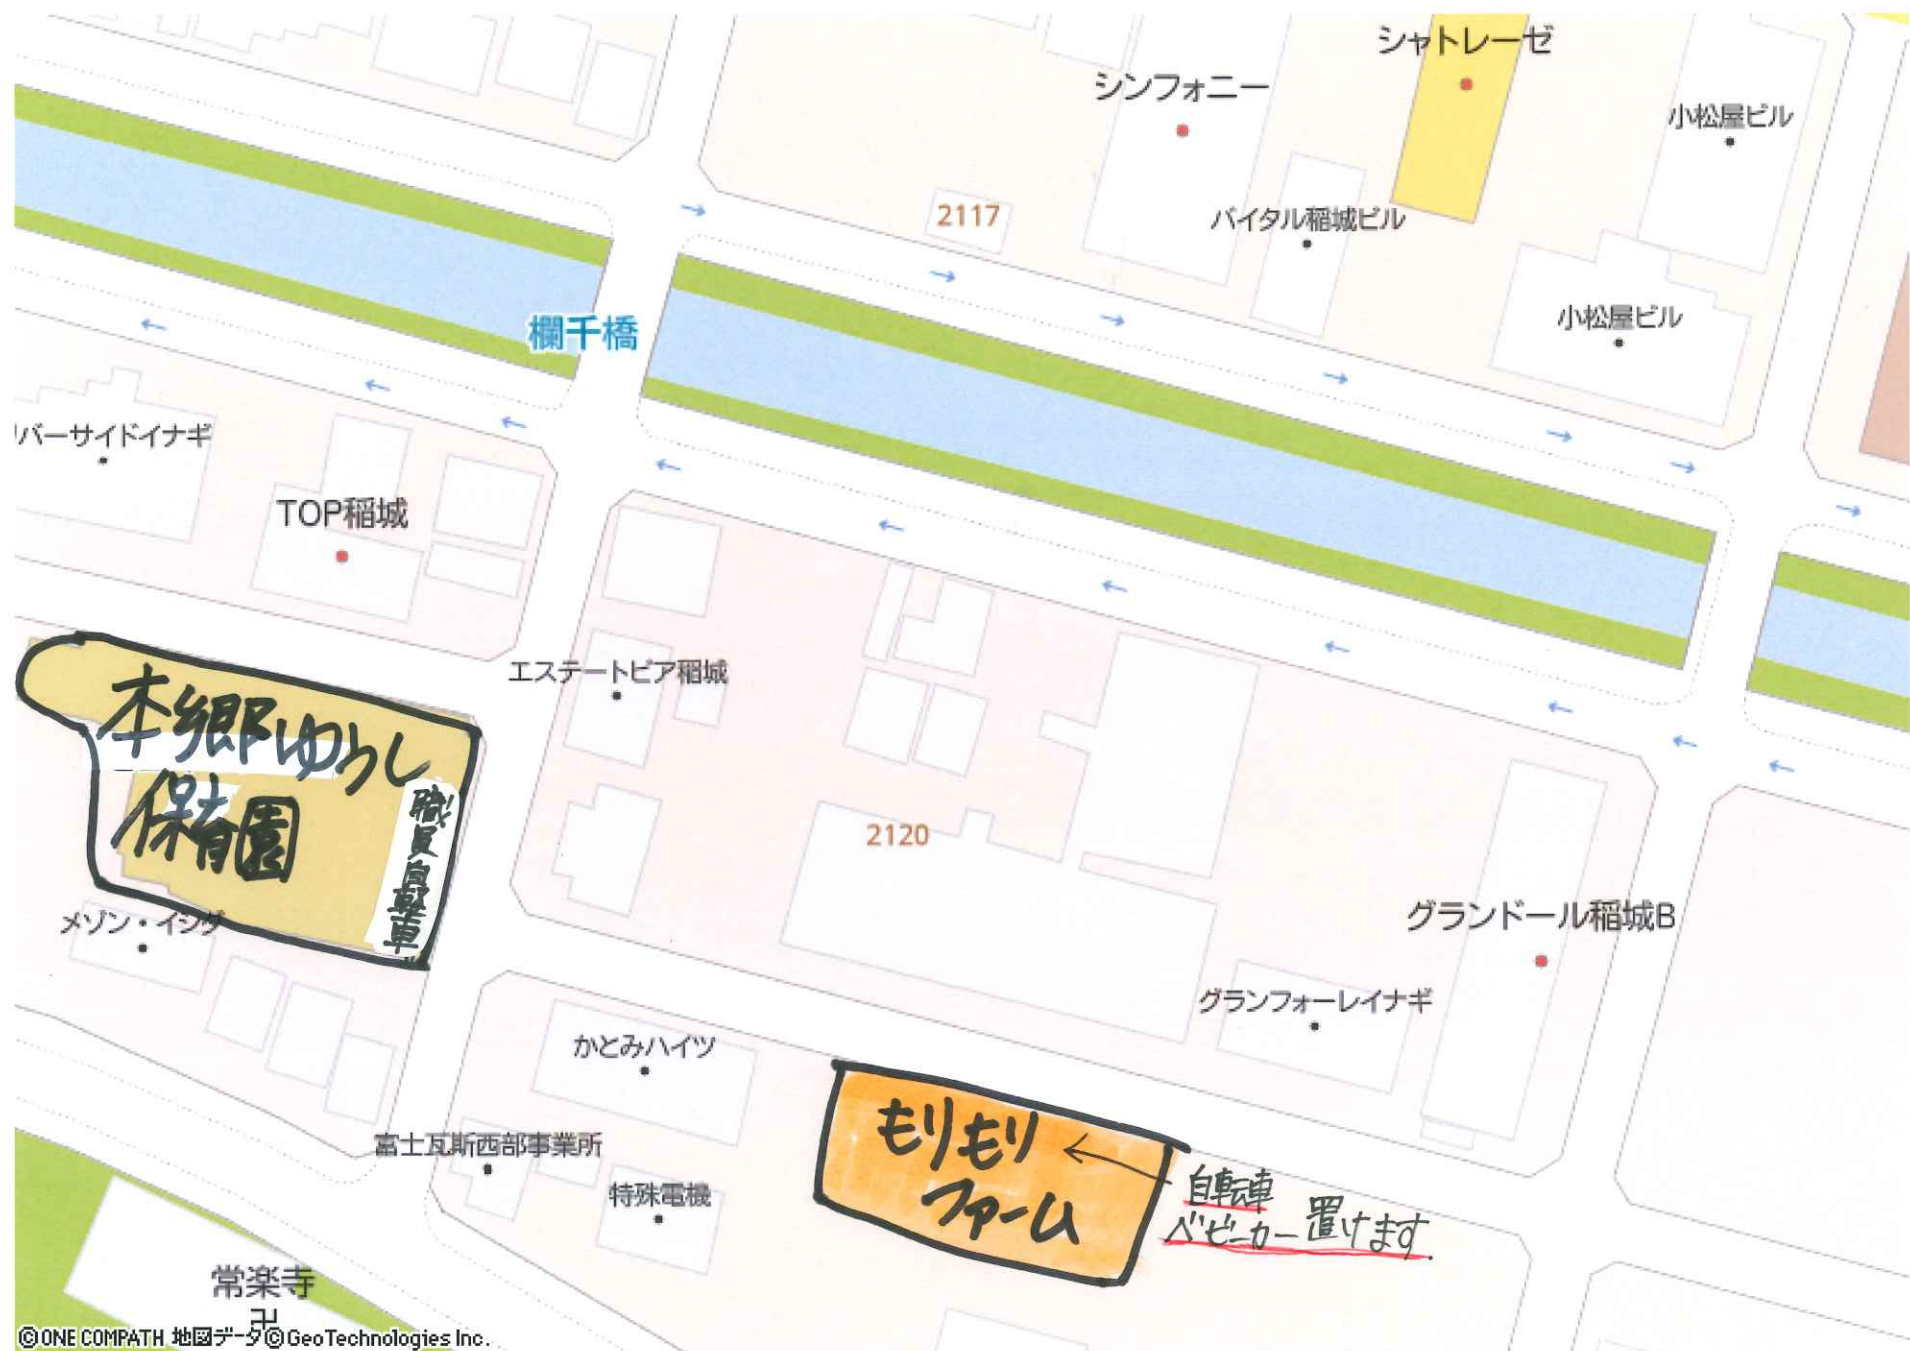 シャトレーゼ
シンフォニー
小松屋ビル
2117
バイタル稲城ビル
小松屋ビル
欄干橋
リバーサイドイナギ
TOP稲城
エステートピア稲城
本郷ゆうし
保育園
職員自転車
2120
メゾン・イシグ
グランドール稲城B
グランフォーレイナギ
かとみハイツ
もりもり
ファーム
富士瓦斯西部事業所
自転車
ベビーカー置けます
特殊電機
常楽寺
卍
©ONE COMPATH 地図データ©GeoTechnologies Inc.